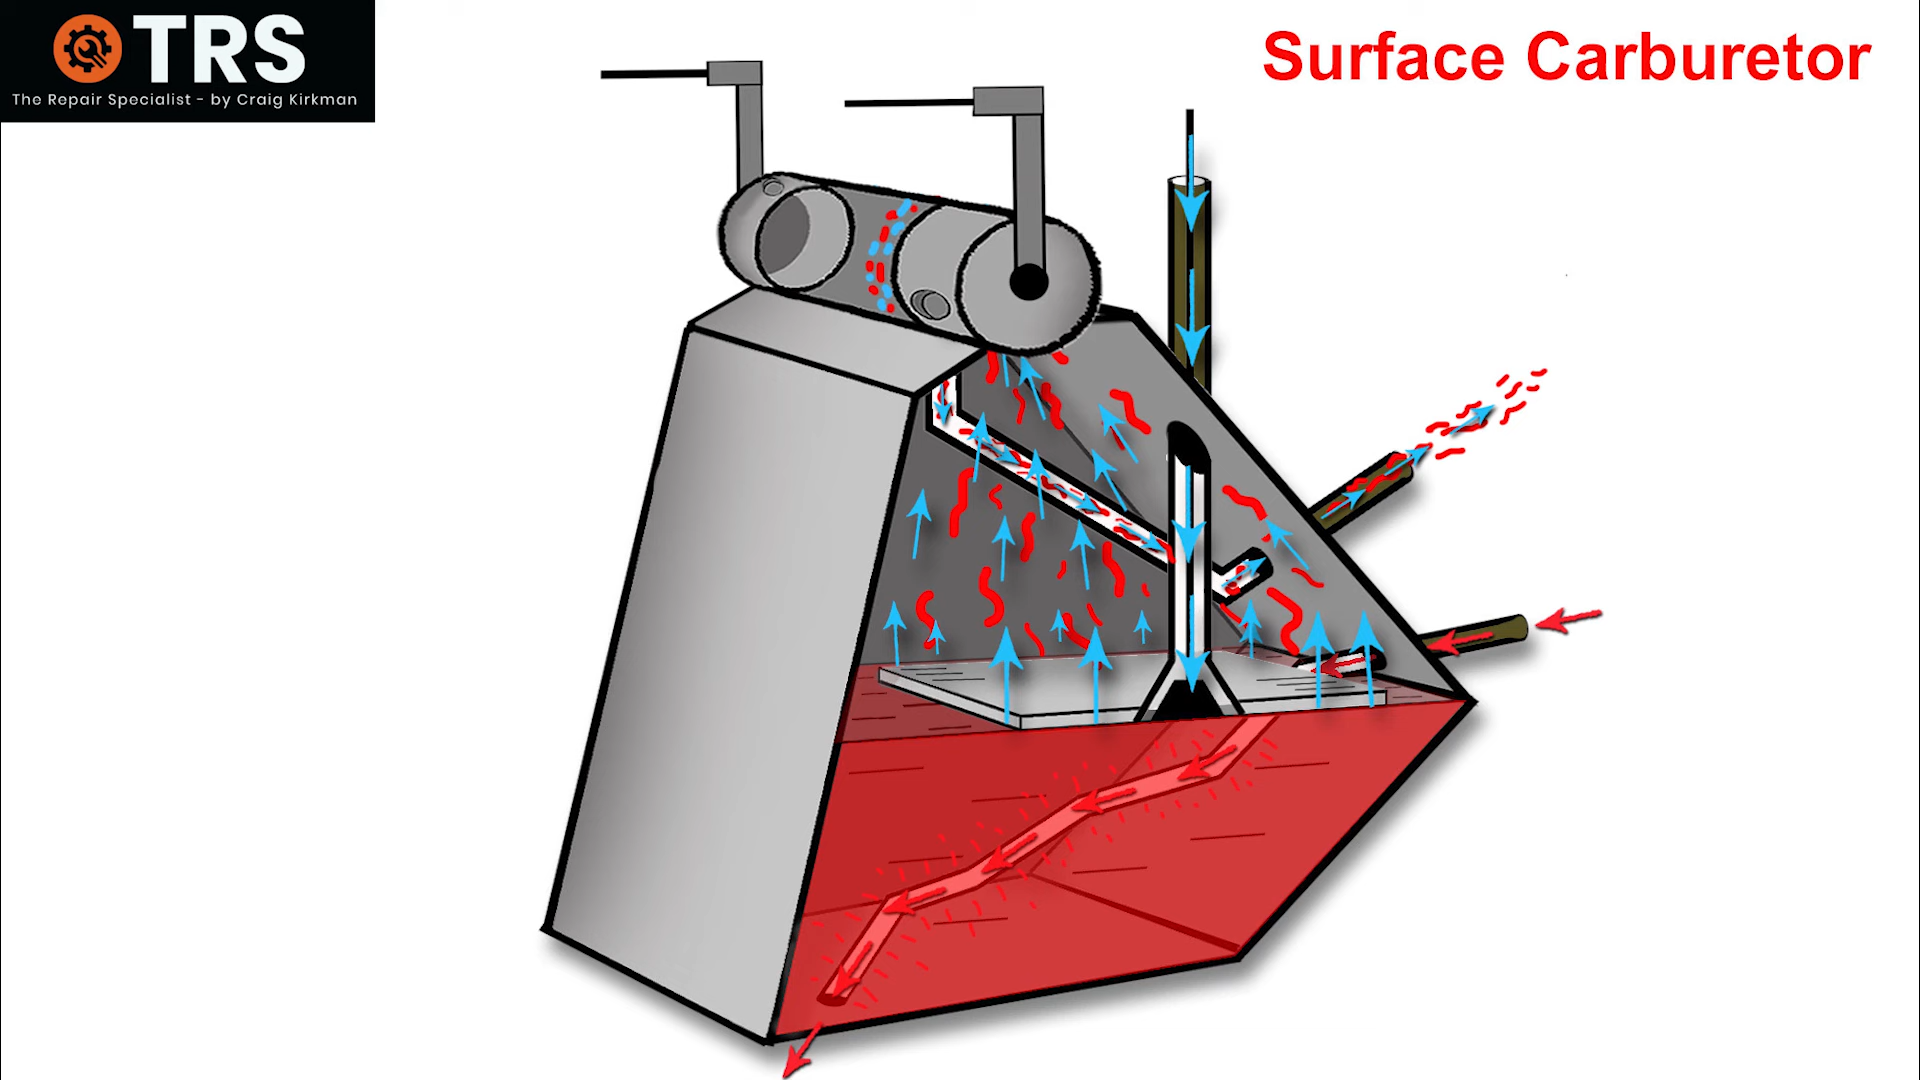 TRS
The Repair Specialist - by Craig Kirkman
Surface Carburetor